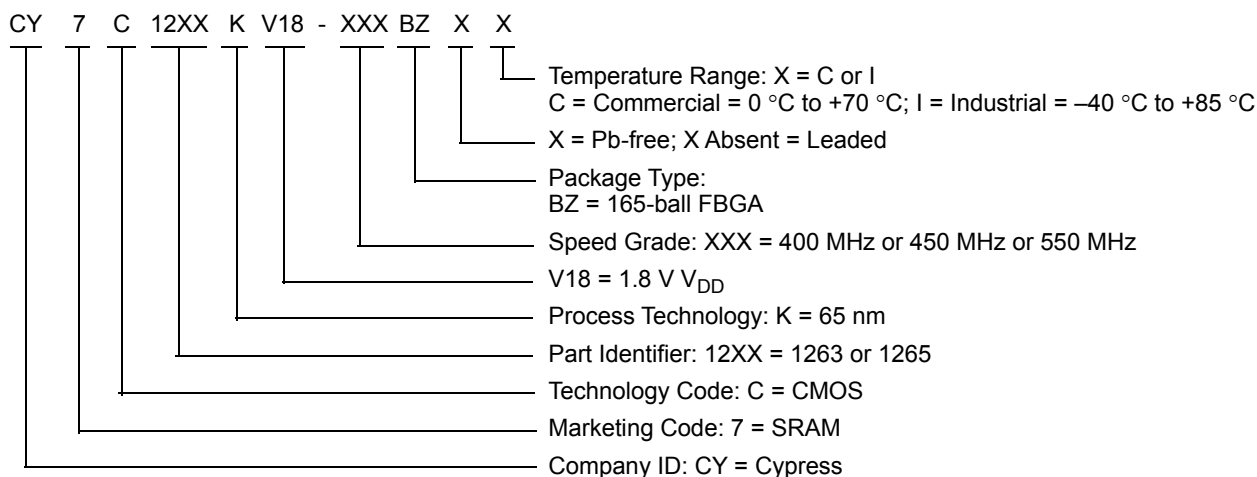 CY 7 C 12XX K V18 - XXX BZ X X
Temperature Range: X = C or I
C = Commercial = 0 °C to +70 °C; I = Industrial = –40 °C to +85 °C
X = Pb-free; X Absent = Leaded
Package Type:
BZ = 165-ball FBGA
Speed Grade: XXX = 400 MHz or 450 MHz or 550 MHz
V18 = 1.8 V VDD
Process Technology: K = 65 nm
Part Identifier: 12XX = 1263 or 1265
Technology Code: C = CMOS
Marketing Code: 7 = SRAM
Company ID: CY = Cypress